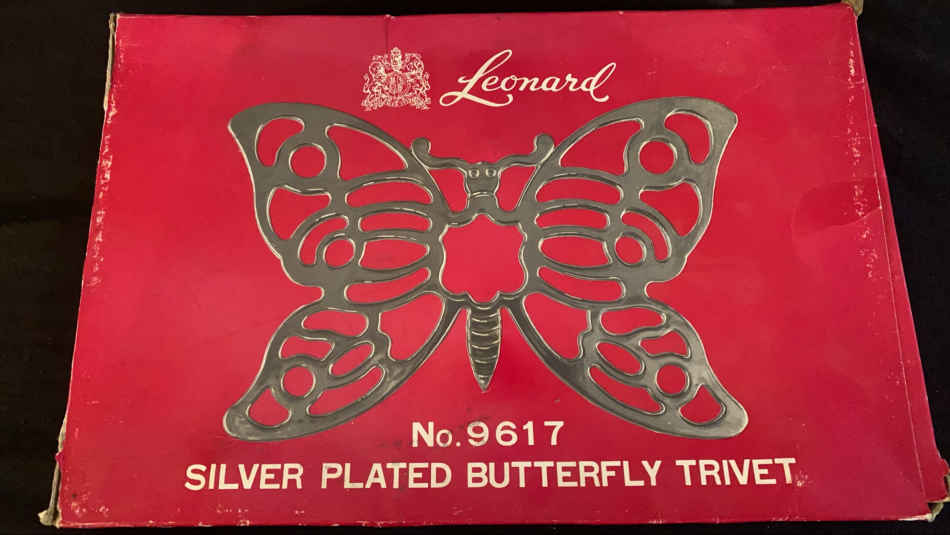 Leonard
No.9617
SILVER PLATED BUTTERFLY TRIVET